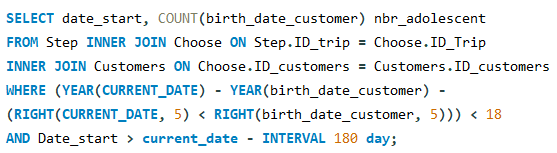 SELECT date_start, COUNT(birth_date_customer) nbr_adolescent
FROM Step INNER JOIN Choose ON Step.ID_trip = Choose.ID_Trip
INNER JOIN Customers ON Choose.ID_customers = Customers.ID_customers
WHERE (YEAR(CURRENT_DATE) - YEAR(birth_date_customer) -
(RIGHT(CURRENT_DATE, 5) < RIGHT(birth_date_customer, 5))) < 18
AND Date_start > current_date - INTERVAL 180 day;